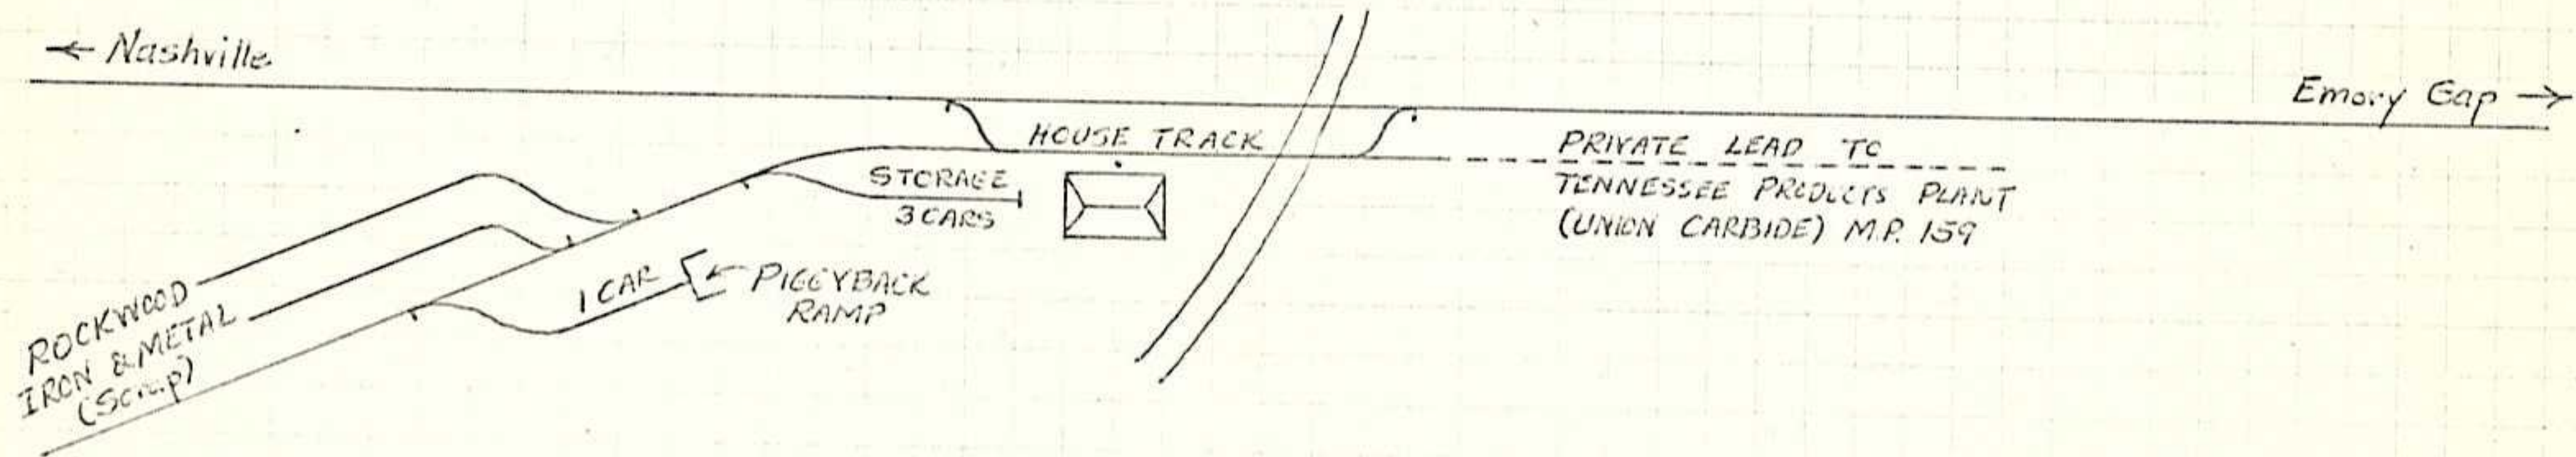 ← Nashville
Emory Gap →
HOUSE TRACK
PRIVATE LEAD TO
TENNESSEE PRODUCTS PLANT
(UNION CARBIDE) M.P. 159
STORAGE
3 CARS
1 CAR
← PIGGYBACK
RAMP
ROCKWOOD
IRON & METAL
(Scrap)